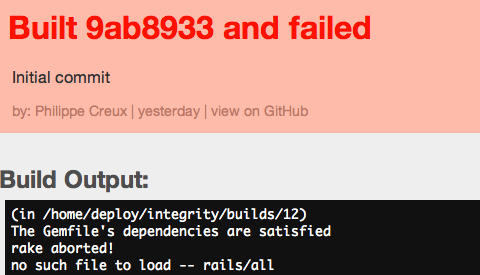 Built 9ab8933 and failed
Initial commit
by: Philippe Creux | yesterday | view on GitHub
Build Output:
(in /home/deploy/integrity/builds/12)
The Gemfile's dependencies are satisfied
rake aborted!
no such file to load -- rails/all